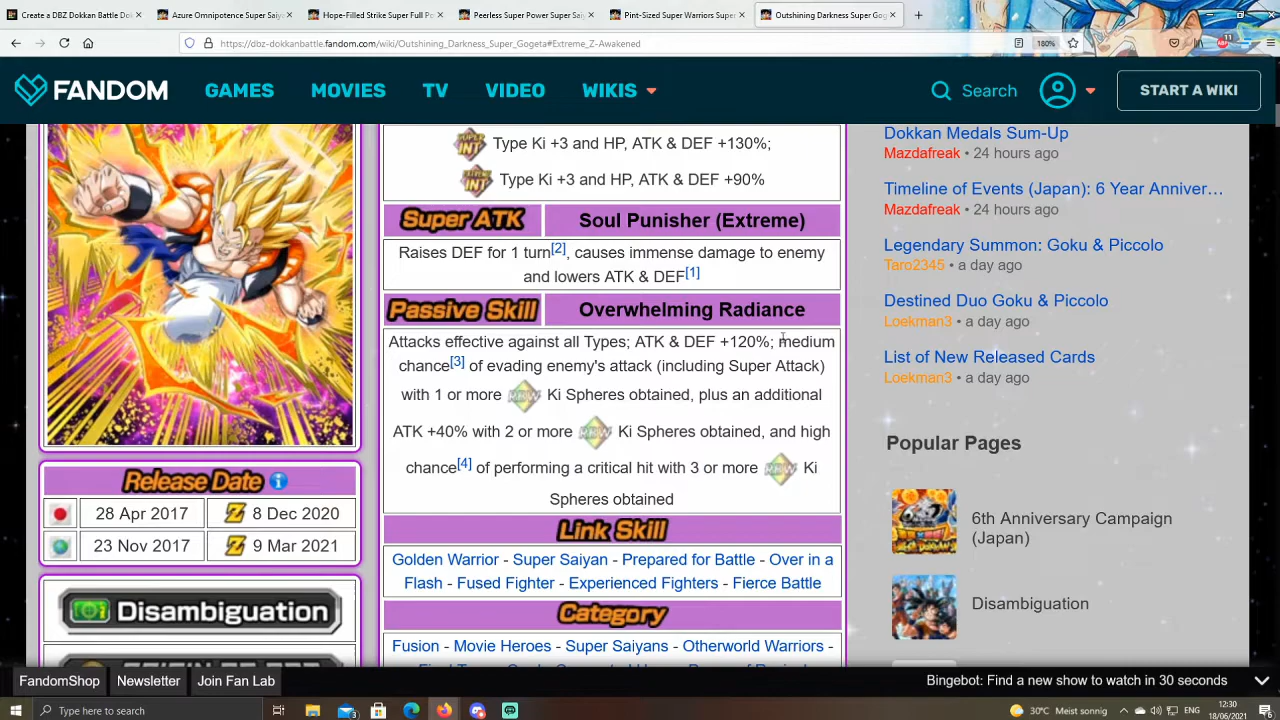 Create a DBZ Dokkan Battle
Azure Omnipotence Super Saiy
Hope-Filled Strike Super Full Po
Peerless Super Power Super Sai
Pint-Sized Super Warriors Super
Outshining Darkness Super Gog
https://dbz-dokkanbattle.fandom.com/wiki/Outshining_Darkness_Super_Gogeta#Extreme_Z-Awakened
180%
FANDOM
GAMES
MOVIES
TV
VIDEO
WIKIS
Search
START A WIKI
SUPER INT Type Ki +3 and HP, ATK & DEF +130%;
EXTREME INT Type Ki +3 and HP, ATK & DEF +90%
Super ATK
Soul Punisher (Extreme)
Raises DEF for 1 turn[2], causes immense damage to enemy
and lowers ATK & DEF[1]
Passive Skill
Overwhelming Radiance
Attacks effective against all Types; ATK & DEF +120%; medium
chance[3] of evading enemy's attack (including Super Attack)
with 1 or more Ki Spheres obtained, plus an additional
ATK +40% with 2 or more Ki Spheres obtained, and high
chance[4] of performing a critical hit with 3 or more Ki
Spheres obtained
Link Skill
Golden Warrior - Super Saiyan - Prepared for Battle - Over in a
Flash - Fused Fighter - Experienced Fighters - Fierce Battle
Category
Fusion - Movie Heroes - Super Saiyans - Otherworld Warriors -
Release Date
28 Apr 2017
Z 8 Dec 2020
23 Nov 2017
Z 9 Mar 2021
Disambiguation
Dokkan Medals Sum-Up
Mazdafreak • 24 hours ago
Timeline of Events (Japan): 6 Year Anniver…
Mazdafreak • 24 hours ago
Legendary Summon: Goku & Piccolo
Taro2345 • a day ago
Destined Duo Goku & Piccolo
Loekman3 • a day ago
List of New Released Cards
Loekman3 • a day ago
Popular Pages
6th Anniversary Campaign
(Japan)
Disambiguation
FandomShop
Newsletter
Join Fan Lab
Bingebot: Find a new show to watch in 30 seconds
Type here to search
30°C Meist sonnig
ENG
12:30
18/06/2021